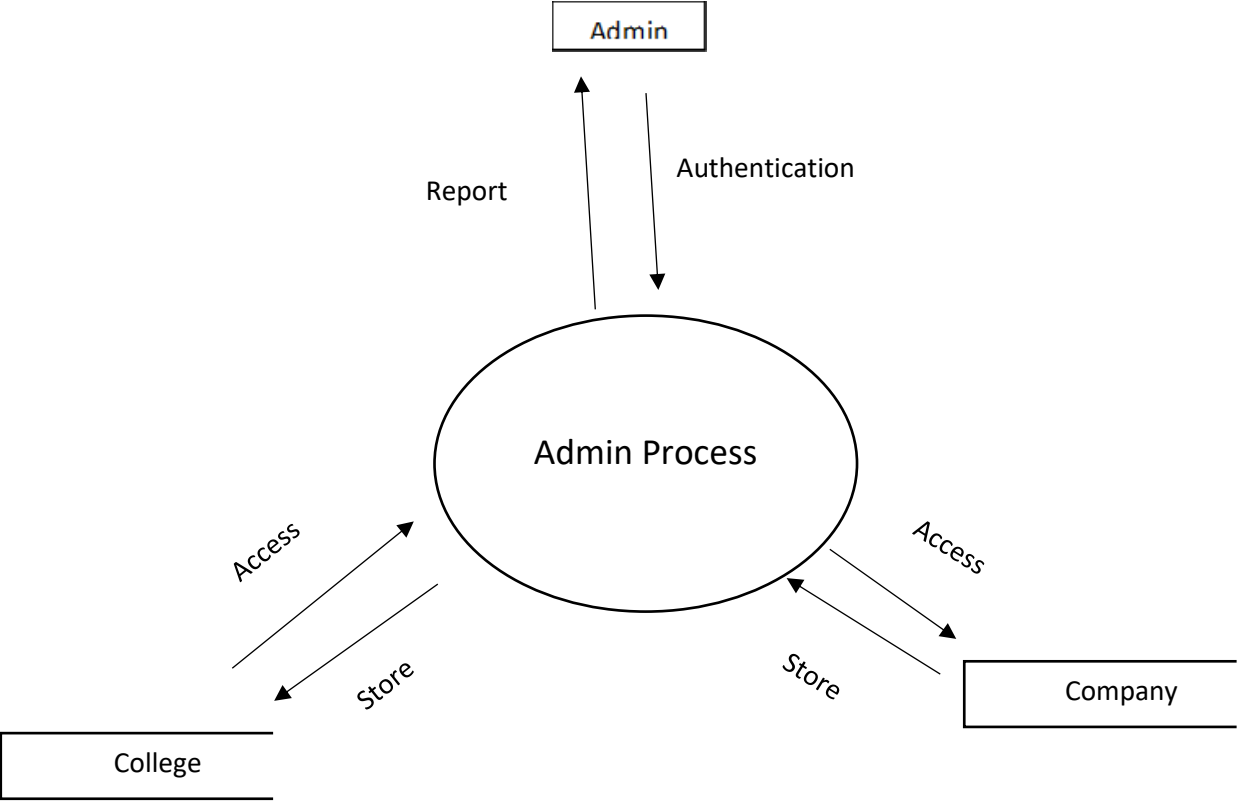 Admin
Authentication
Report
Admin Process
Access
Access
Store
Store
Company
College